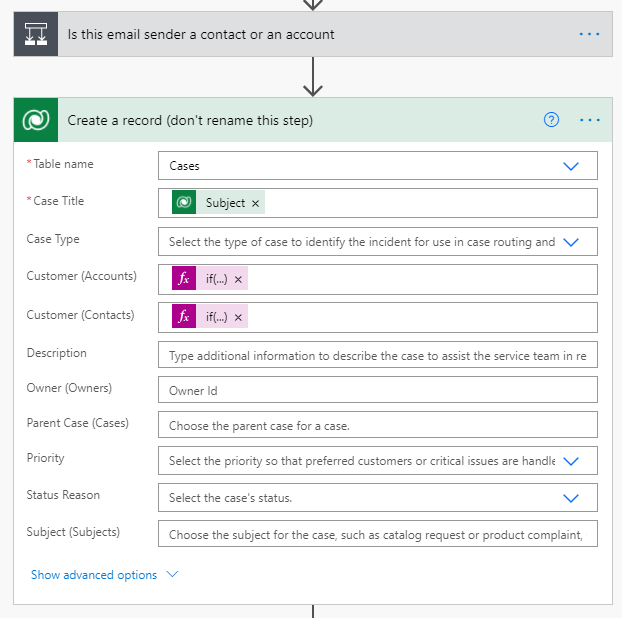 Is this email sender a contact or an account
Create a record (don't rename this step)
* Table name
Cases
* Case Title
Subject
Case Type
Select the type of case to identify the incident for use in case routing and
Customer (Accounts)
fx if(...)
Customer (Contacts)
fx if(...)
Description
Type additional information to describe the case to assist the service team in re
Owner (Owners)
Owner Id
Parent Case (Cases)
Choose the parent case for a case.
Priority
Select the priority so that preferred customers or critical issues are handle
Status Reason
Select the case's status.
Subject (Subjects)
Choose the subject for the case, such as catalog request or product complaint,
Show advanced options